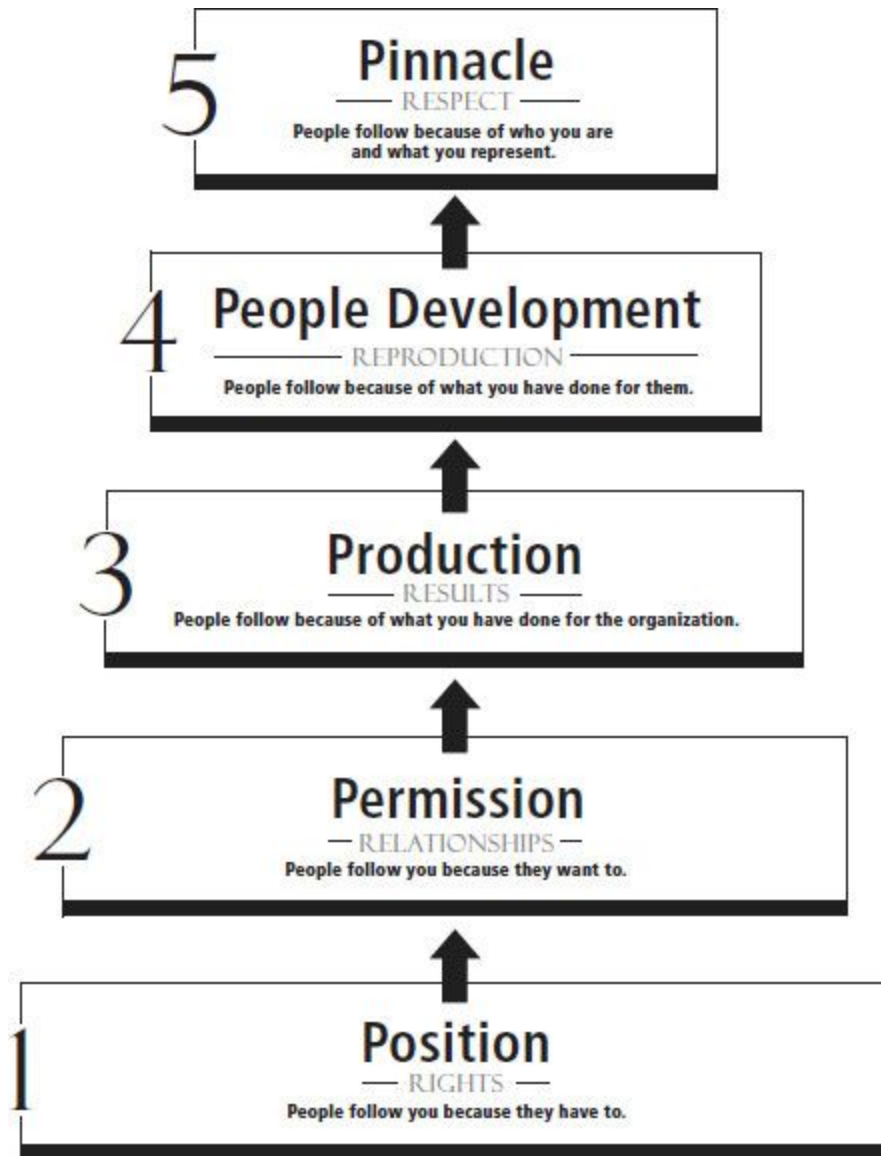 5
Pinnacle
RESPECT
People follow because of who you are
and what you represent.
4
People Development
REPRODUCTION
People follow because of what you have done for them.
3
Production
RESULTS
People follow because of what you have done for the organization.
2
Permission
RELATIONSHIPS
People follow you because they want to.
1
Position
RIGHTS
People follow you because they have to.